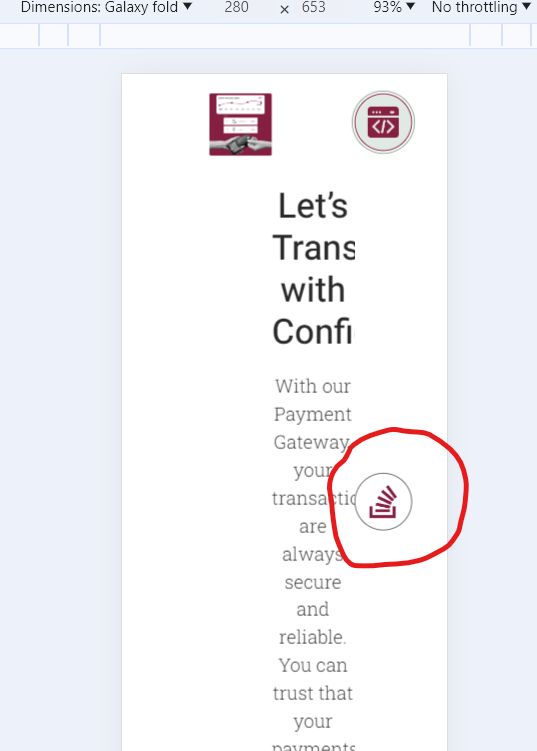 Dimensions: Galaxy fold ▼ 280 × 653 93% ▼ No throttling ▼
</>
Let's
Trans
with
Confi
With our
Payment
Gateway,
your
transactio
are
always
secure
and
reliable.
You can
trust that
your
payments